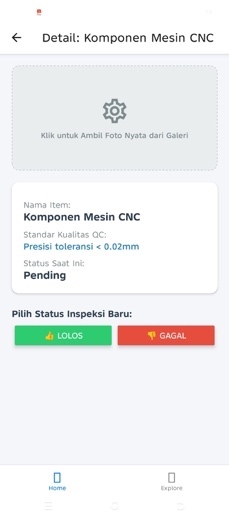 Detail: Komponen Mesin CNC
Klik untuk Ambil Foto Nyata dari Galeri
Nama Item:
Komponen Mesin CNC
Standar Kualitas QC:
Presisi toleransi < 0.02mm
Status Saat Ini:
Pending
Pilih Status Inspeksi Baru:
👍 LOLOS
👎 GAGAL
Home
Explore